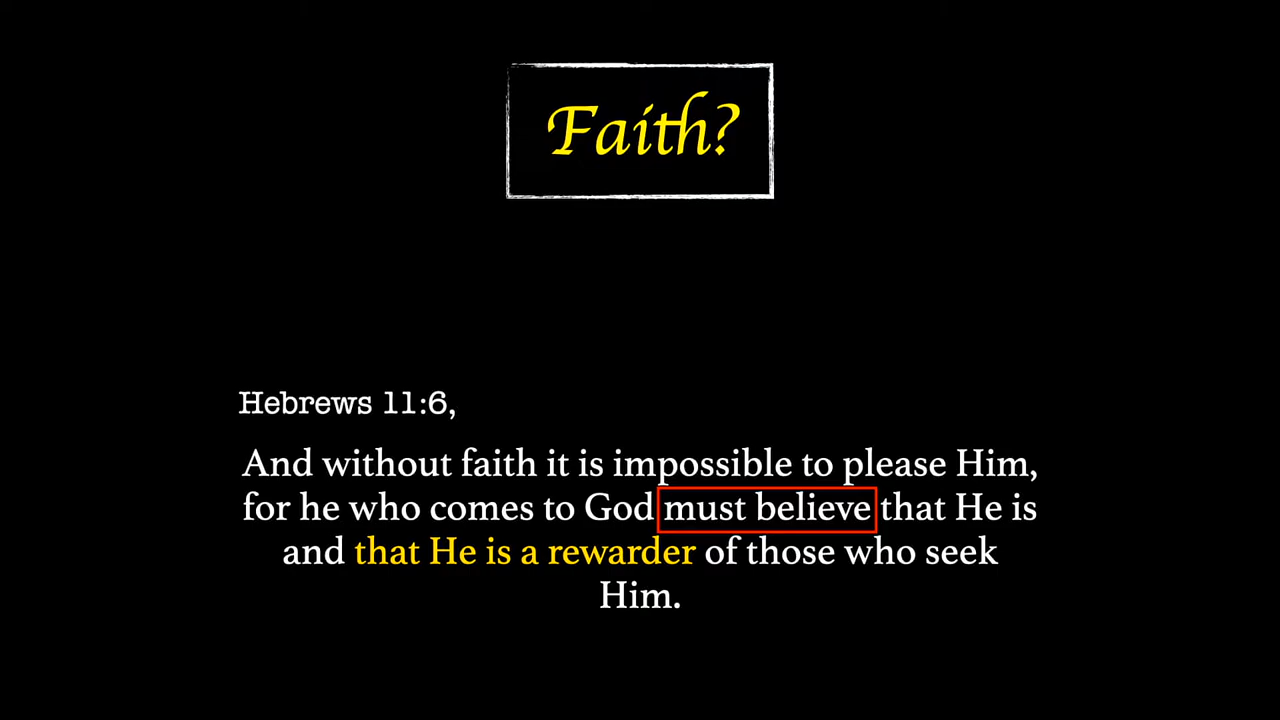 Faith?
Hebrews 11:6,
And without faith it is impossible to please Him,
for he who comes to God must believe that He is
and that He is a rewarder of those who seek
Him.